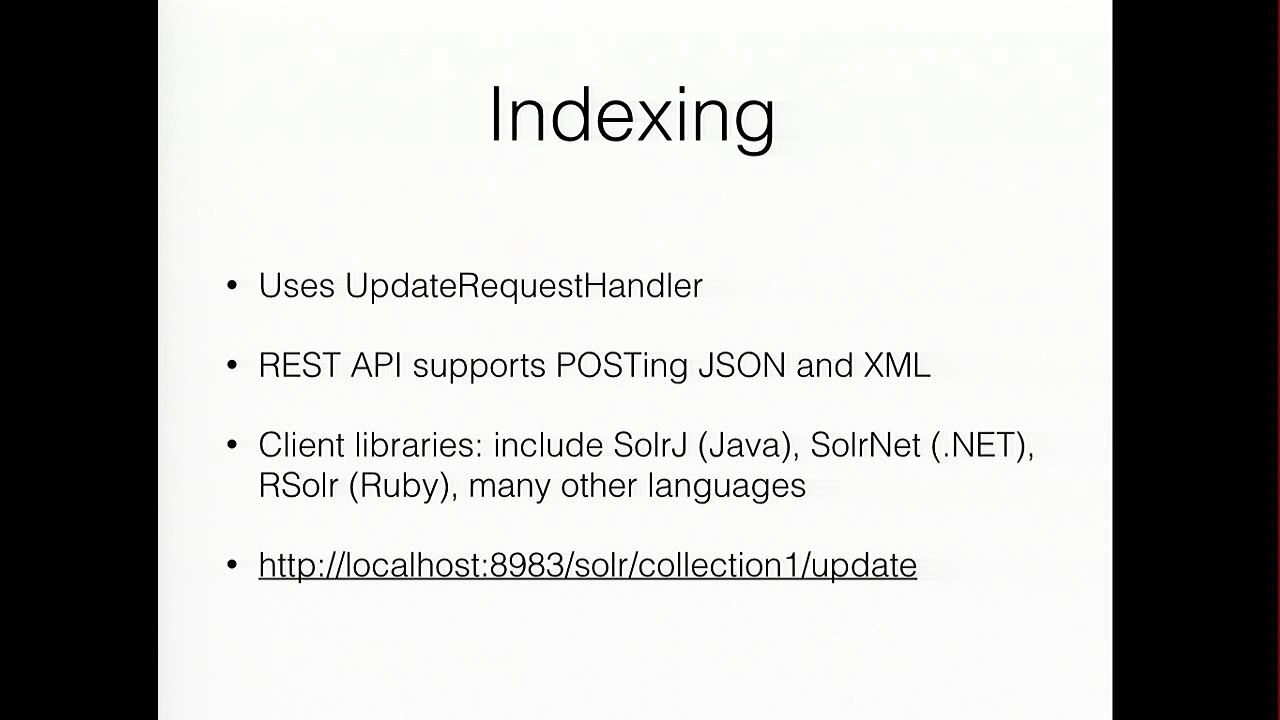 Indexing
• Uses UpdateRequestHandler
• REST API supports POSTing JSON and XML
• Client libraries: include SolrJ (Java), SolrNet (.NET),
RSolr (Ruby), many other languages
• http://localhost:8983/solr/collection1/update